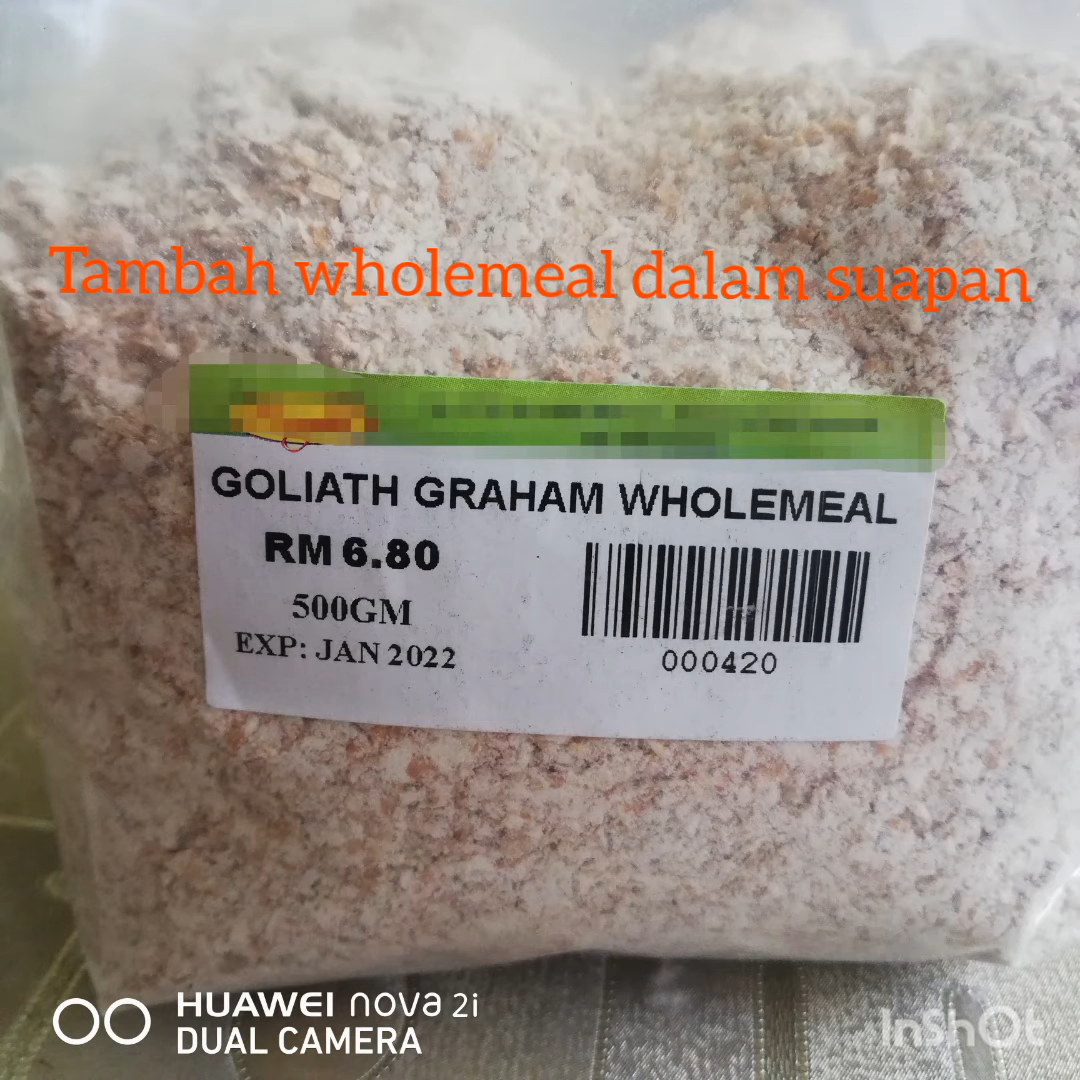 Tambah wholemeal dalam suapan
GOLIATH GRAHAM WHOLEMEAL
RM 6.80
500GM
EXP: JAN 2022
000420
HUAWEI nova 2i
DUAL CAMERA
InShOt